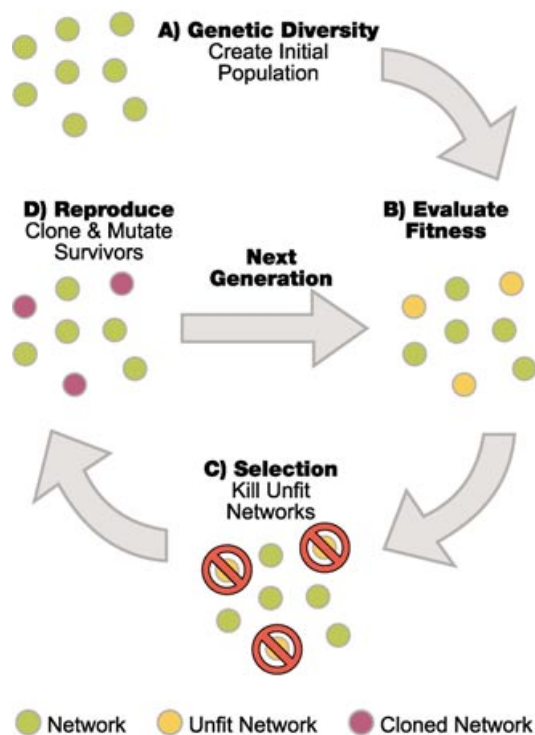 A) Genetic Diversity
Create Initial
Population
D) Reproduce
Clone & Mutate
Survivors
B) Evaluate
Fitness
Next
Generation
C) Selection
Kill Unfit
Networks
Network
Unfit Network
Cloned Network